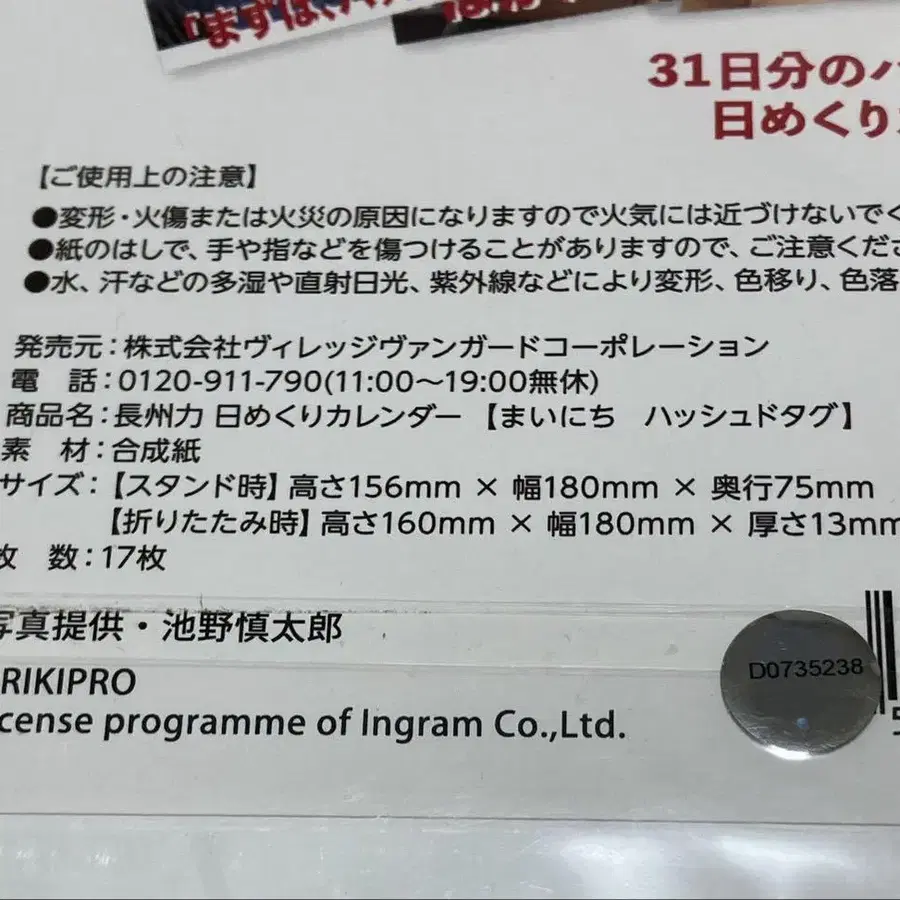 「まずは、ハ
31日分のハ
日めくり
【ご使用上の注意】
●変形・火傷または火災の原因になりますので火気には近づけないでく
●紙のはしで、手や指などを傷つけることがありますので、ご注意くださ
●水、汗などの多湿や直射日光、紫外線などにより変形、色移り、色落
発売元：株式会社ヴィレッジヴァンガードコーポレーション
電　話：0120-911-790(11:00〜19:00無休)
商品名：長州力 日めくりカレンダー 【まいにち　ハッシュドタグ】
素　材：合成紙
サイズ：【スタンド時】高さ156mm × 幅180mm × 奥行75mm
【折りたたみ時】高さ160mm × 幅180mm × 厚さ13mm
枚　数：17枚
写真提供・池野慎太郎
RIKIPRO
D0735238
cense programme of Ingram Co.,Ltd.